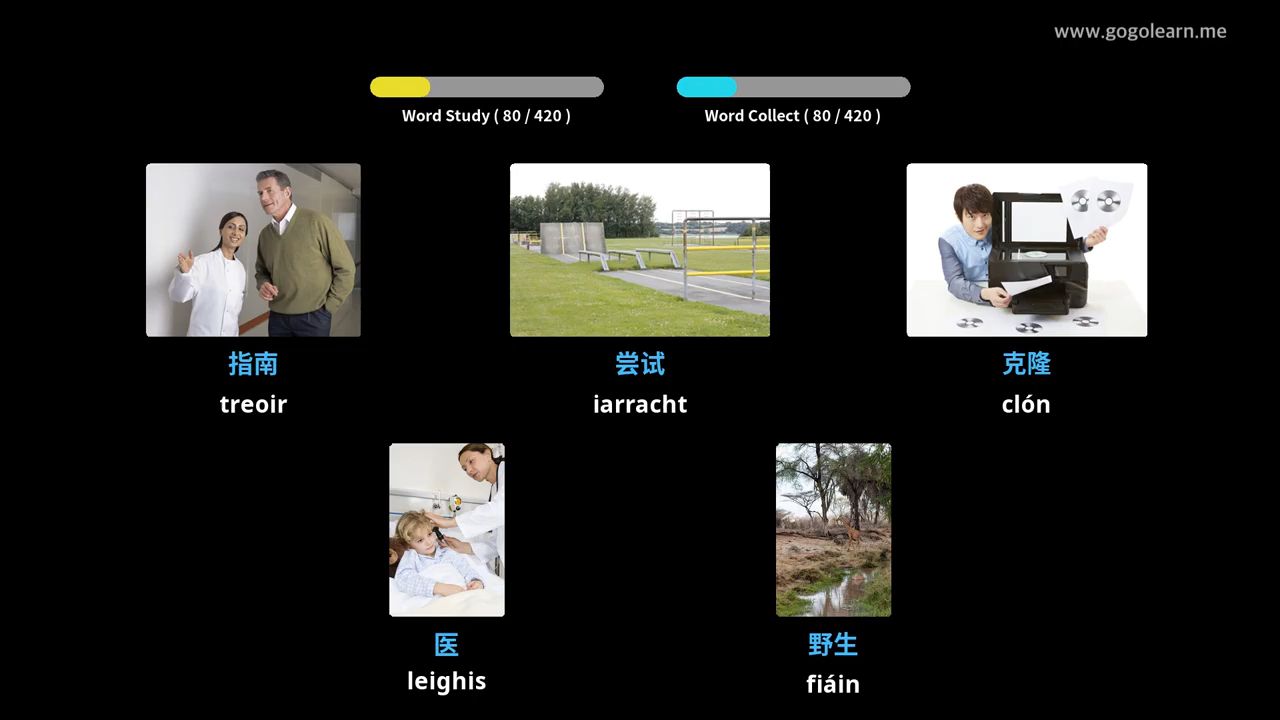 www.gogolearn.me
Word Study ( 80 / 420 )
Word Collect ( 80 / 420 )
指南
treoir
尝试
iarracht
克隆
clón
医
leighis
野生
fiáin